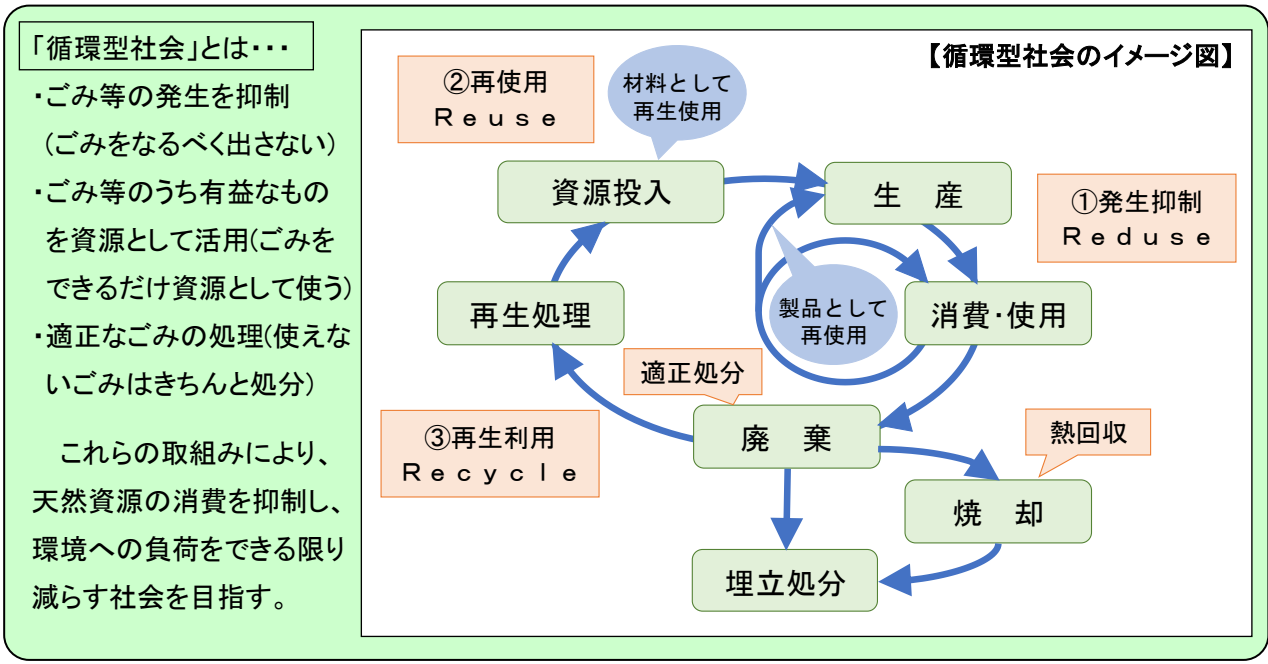 「循環型社会」とは・・・
・ごみ等の発生を抑制
(ごみをなるべく出さない)
・ごみ等のうち有益なもの
を資源として活用(ごみを
できるだけ資源として使う)
・適正なごみの処理(使えな
いごみはきちんと処分)
これらの取組みにより、
天然資源の消費を抑制し、
環境への負荷をできる限り
減らす社会を目指す。
【循環型社会のイメージ図】
②再使用
Ｒｅｕｓｅ
材料として
再生使用
資源投入
生　産
①発生抑制
Ｒｅｄｕｓｅ
再生処理
製品として
再使用
消費・使用
適正処分
③再生利用
Ｒｅｃｙｃｌｅ
廃　棄
熱回収
焼　却
埋立処分